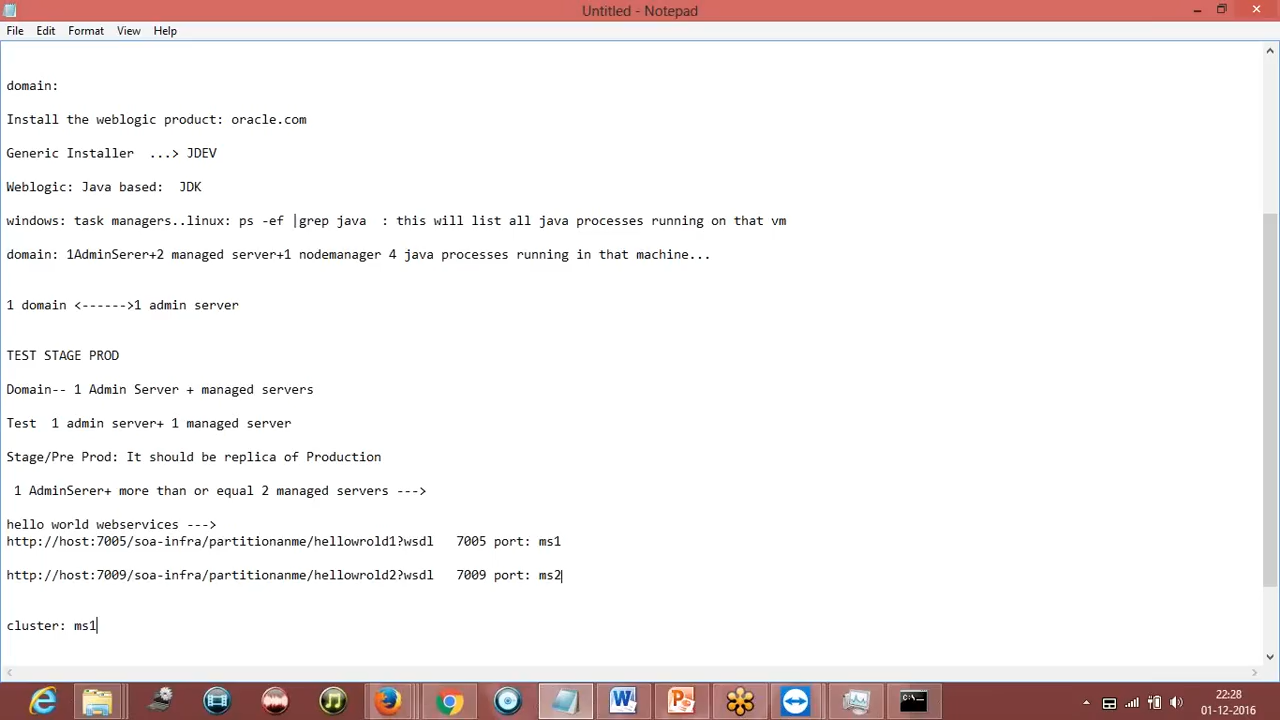 Untitled - Notepad
File Edit Format View Help
domain:
Install the weblogic product: oracle.com
Generic Installer  ...> JDEV
Weblogic: Java based:  JDK
windows: task managers..linux: ps -ef |grep java  : this will list all java processes running on that vm
domain: 1AdminSerer+2 managed server+1 nodemanager 4 java processes running in that machine...
1 domain <------>1 admin server
TEST STAGE PROD
Domain-- 1 Admin Server + managed servers
Test  1 admin server+ 1 managed server
Stage/Pre Prod: It should be replica of Production
1 AdminSerer+ more than or equal 2 managed servers --->
hello world webservices --->
http://host:7005/soa-infra/partitionanme/hellowrold1?wsdl   7005 port: ms1
http://host:7009/soa-infra/partitionanme/hellowrold2?wsdl   7009 port: ms2
cluster: ms1
22:28
01-12-2016